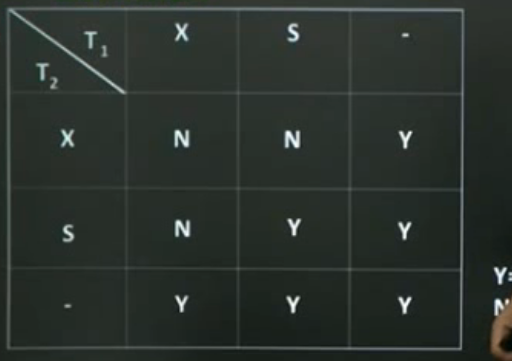 T1 X S -
T2
X N N Y
S N Y Y
- Y Y Y
Y=
N